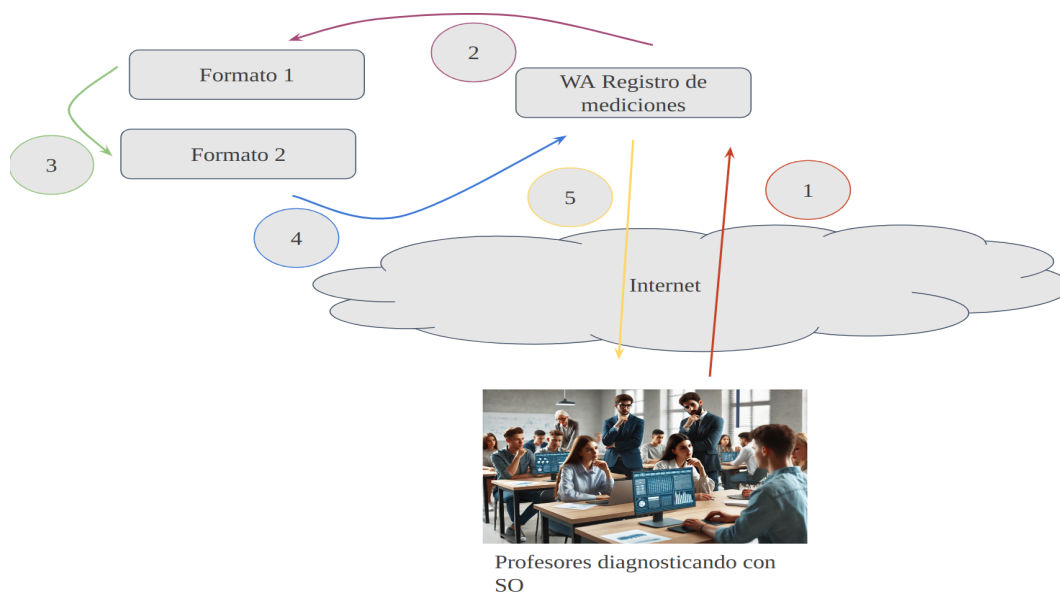 2
Formato 1
WA Registro de
mediciones
Formato 2
3
1
5
4
Internet
Profesores diagnosticando con
SO